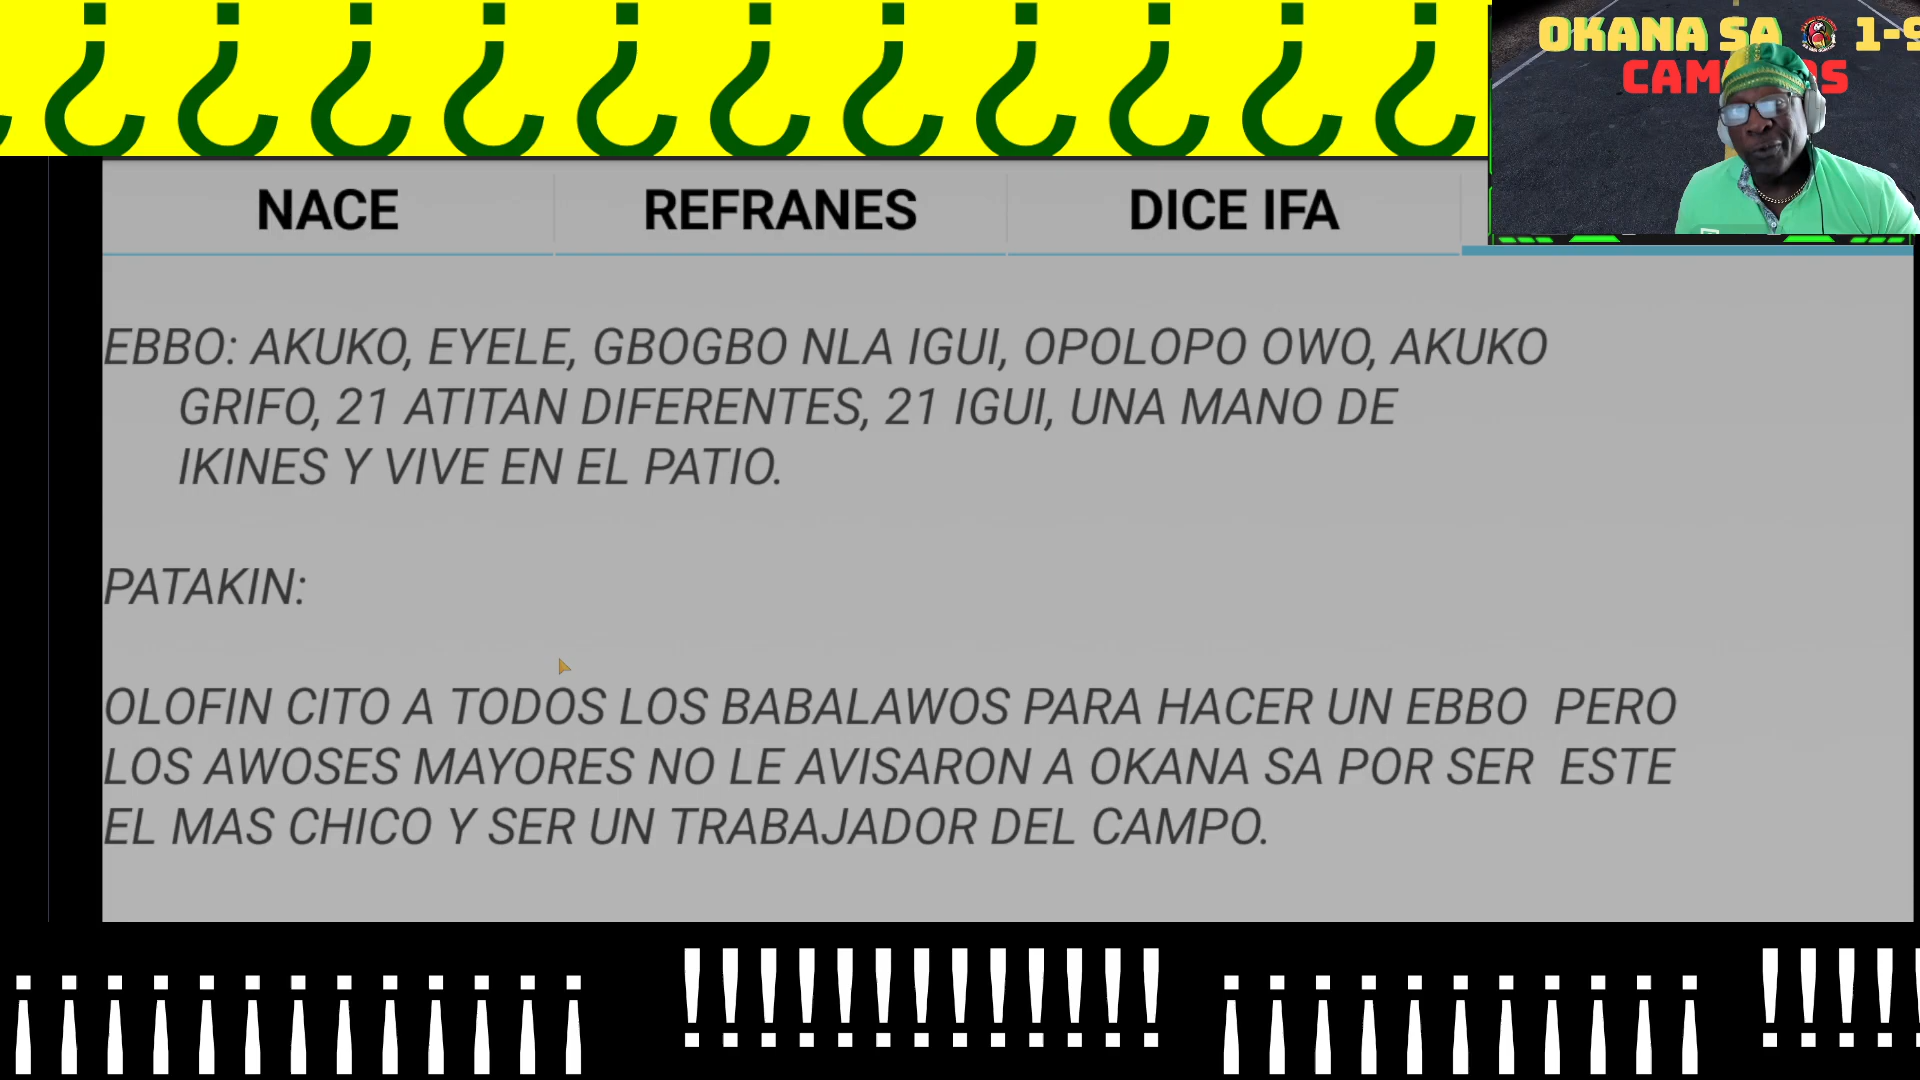 ¿ ¿ ¿ ¿ ¿ ¿ ¿ ¿ ¿ ¿ ¿
OKANA SA 1-9
NACE REFRANES DICE IFA
EBBO: AKUKO, EYELE, GBOGBO NLA IGUI, OPOLOPO OWO, AKUKO
GRIFO, 21 ATITAN DIFERENTES, 21 IGUI, UNA MANO DE
IKINES Y VIVE EN EL PATIO.
PATAKIN:
OLOFIN CITO A TODOS LOS BABALAWOS PARA HACER UN EBBO PERO
LOS AWOSES MAYORES NO LE AVISARON A OKANA SA POR SER ESTE
EL MAS CHICO Y SER UN TRABAJADOR DEL CAMPO.
¡¡¡¡¡¡¡¡¡¡¡¡¡ !!!!!!!!!!!!! ¡¡¡¡¡¡¡¡¡¡¡ !!!!!